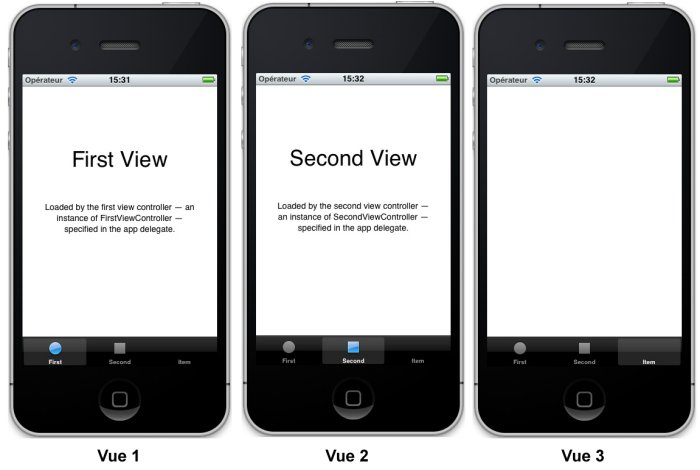 Opérateur 15:31
First View
Loaded by the first view controller — an
instance of FirstViewController —
specified in the app delegate.
First Second Item
Vue 1
Opérateur 15:32
Second View
Loaded by the second view controller —
an instance of SecondViewController —
specified in the app delegate.
First Second Item
Vue 2
Opérateur 15:32
First Second Item
Vue 3